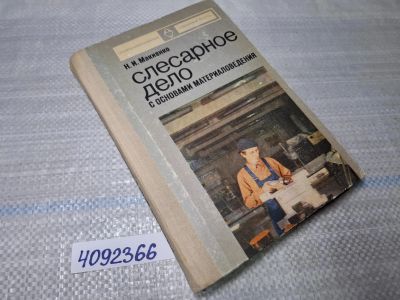 Н. И. Макиенко
СЛЕСАРНОЕ
ДЕЛО
С ОСНОВАМИ МАТЕРИАЛОВЕДЕНИЯ
4092366